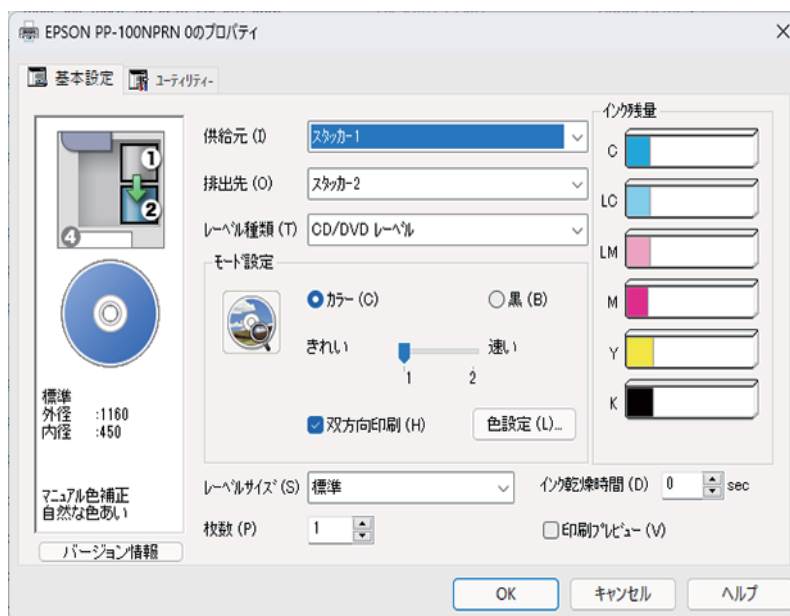 EPSON PP-100NPRN 0のプロパティ
基本設定
ユーティリティー
1
2
4
標準
外径 :1160
内径 :450
マニュアル色補正
自然な色あい
バージョン情報
供給元 (I) スタッカー1
排出先 (O) スタッカー2
レーベル種類 (T) CD/DVD レーベル
モード設定
カラー (C) 黒 (B)
きれい 速い
1 2
双方向印刷 (H) 色設定 (L)...
レーベルサイズ (S) 標準
インク乾燥時間 (D) 0 sec
枚数 (P) 1
印刷プレビュー (V)
インク残量
C
LC
LM
M
Y
K
OK キャンセル ヘルプ